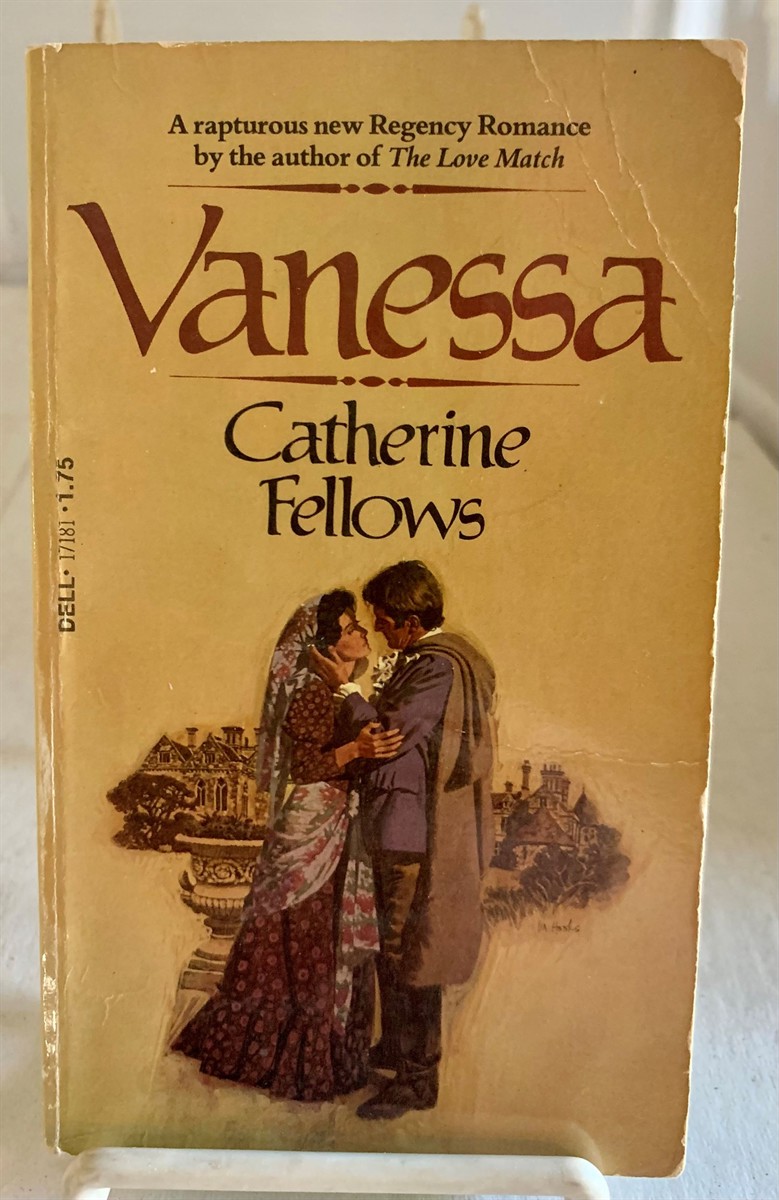 A rapturous new Regency Romance
by the author of The Love Match
Vanessa
Catherine
Fellows
DELL • 17181 • 1.75